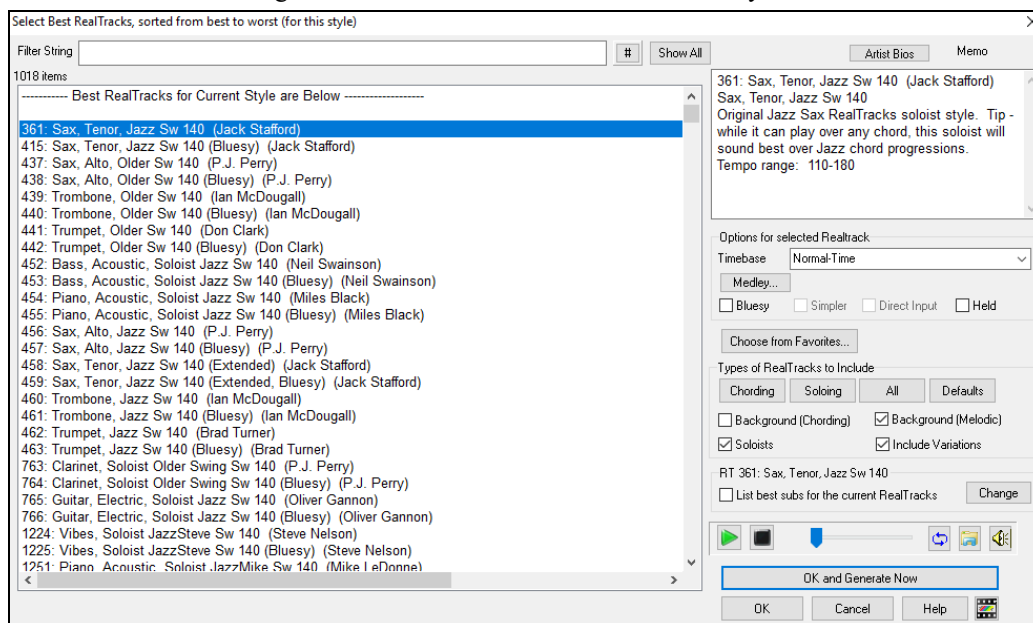 Select Best RealTracks, sorted from best to worst (for this style)
Filter String
#
Show All
Artist Bios
Memo
1018 items
----------- Best RealTracks for Current Style are Below -------------------
361: Sax, Tenor, Jazz Sw 140 (Jack Stafford)
415: Sax, Tenor, Jazz Sw 140 (Bluesy) (Jack Stafford)
437: Sax, Alto, Older Sw 140 (P.J. Perry)
438: Sax, Alto, Older Sw 140 (Bluesy) (P.J. Perry)
439: Trombone, Older Sw 140 (Ian McDougall)
440: Trombone, Older Sw 140 (Bluesy) (Ian McDougall)
441: Trumpet, Older Sw 140 (Don Clark)
442: Trumpet, Older Sw 140 (Bluesy) (Don Clark)
452: Bass, Acoustic, Soloist Jazz Sw 140 (Neil Swainson)
453: Bass, Acoustic, Soloist Jazz Sw 140 (Bluesy) (Neil Swainson)
454: Piano, Acoustic, Soloist Jazz Sw 140 (Miles Black)
455: Piano, Acoustic, Soloist Jazz Sw 140 (Bluesy) (Miles Black)
456: Sax, Alto, Jazz Sw 140 (P.J. Perry)
457: Sax, Alto, Jazz Sw 140 (Bluesy) (P.J. Perry)
458: Sax, Tenor, Jazz Sw 140 (Extended) (Jack Stafford)
459: Sax, Tenor, Jazz Sw 140 (Extended, Bluesy) (Jack Stafford)
460: Trombone, Jazz Sw 140 (Ian McDougall)
461: Trombone, Jazz Sw 140 (Bluesy) (Ian McDougall)
462: Trumpet, Jazz Sw 140 (Brad Turner)
463: Trumpet, Jazz Sw 140 (Bluesy) (Brad Turner)
763: Clarinet, Soloist Older Swing Sw 140 (P.J. Perry)
764: Clarinet, Soloist Older Swing Sw 140 (Bluesy) (P.J. Perry)
765: Guitar, Electric, Soloist Jazz Sw 140 (Oliver Gannon)
766: Guitar, Electric, Soloist Jazz Sw 140 (Bluesy) (Oliver Gannon)
1224: Vibes, Soloist JazzSteve Sw 140 (Steve Nelson)
1225: Vibes, Soloist JazzSteve Sw 140 (Bluesy) (Steve Nelson)
1251: Piano, Acoustic, Soloist JazzMike Sw 140 (Mike LeDonne)
361: Sax, Tenor, Jazz Sw 140 (Jack Stafford)
Sax, Tenor, Jazz Sw 140
Original Jazz Sax RealTracks soloist style. Tip -
while it can play over any chord, this soloist will
sound best over Jazz chord progressions.
Tempo range: 110-180
Options for selected Realtrack
Timebase Normal-Time
Medley...
Bluesy Simpler Direct Input Held
Choose from Favorites...
Types of RealTracks to Include
Chording Soloing All Defaults
Background (Chording) Background (Melodic)
Soloists Include Variations
RT 361: Sax, Tenor, Jazz Sw 140
List best subs for the current RealTracks Change
OK and Generate Now
OK Cancel Help